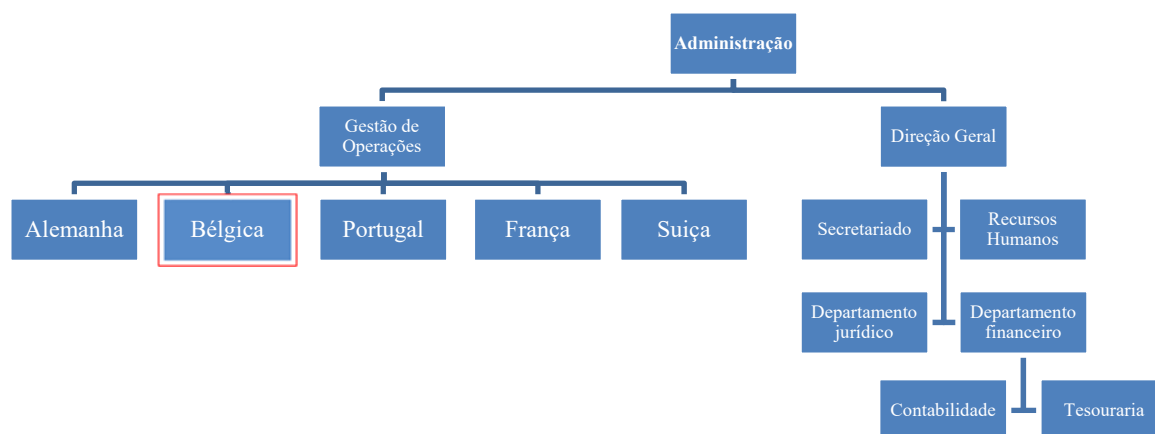 Administração
Gestão de
Operações
Direção Geral
Alemanha
Bélgica
Portugal
França
Suiça
Secretariado
Recursos
Humanos
Departamento
jurídico
Departamento
financeiro
Contabilidade
Tesouraria